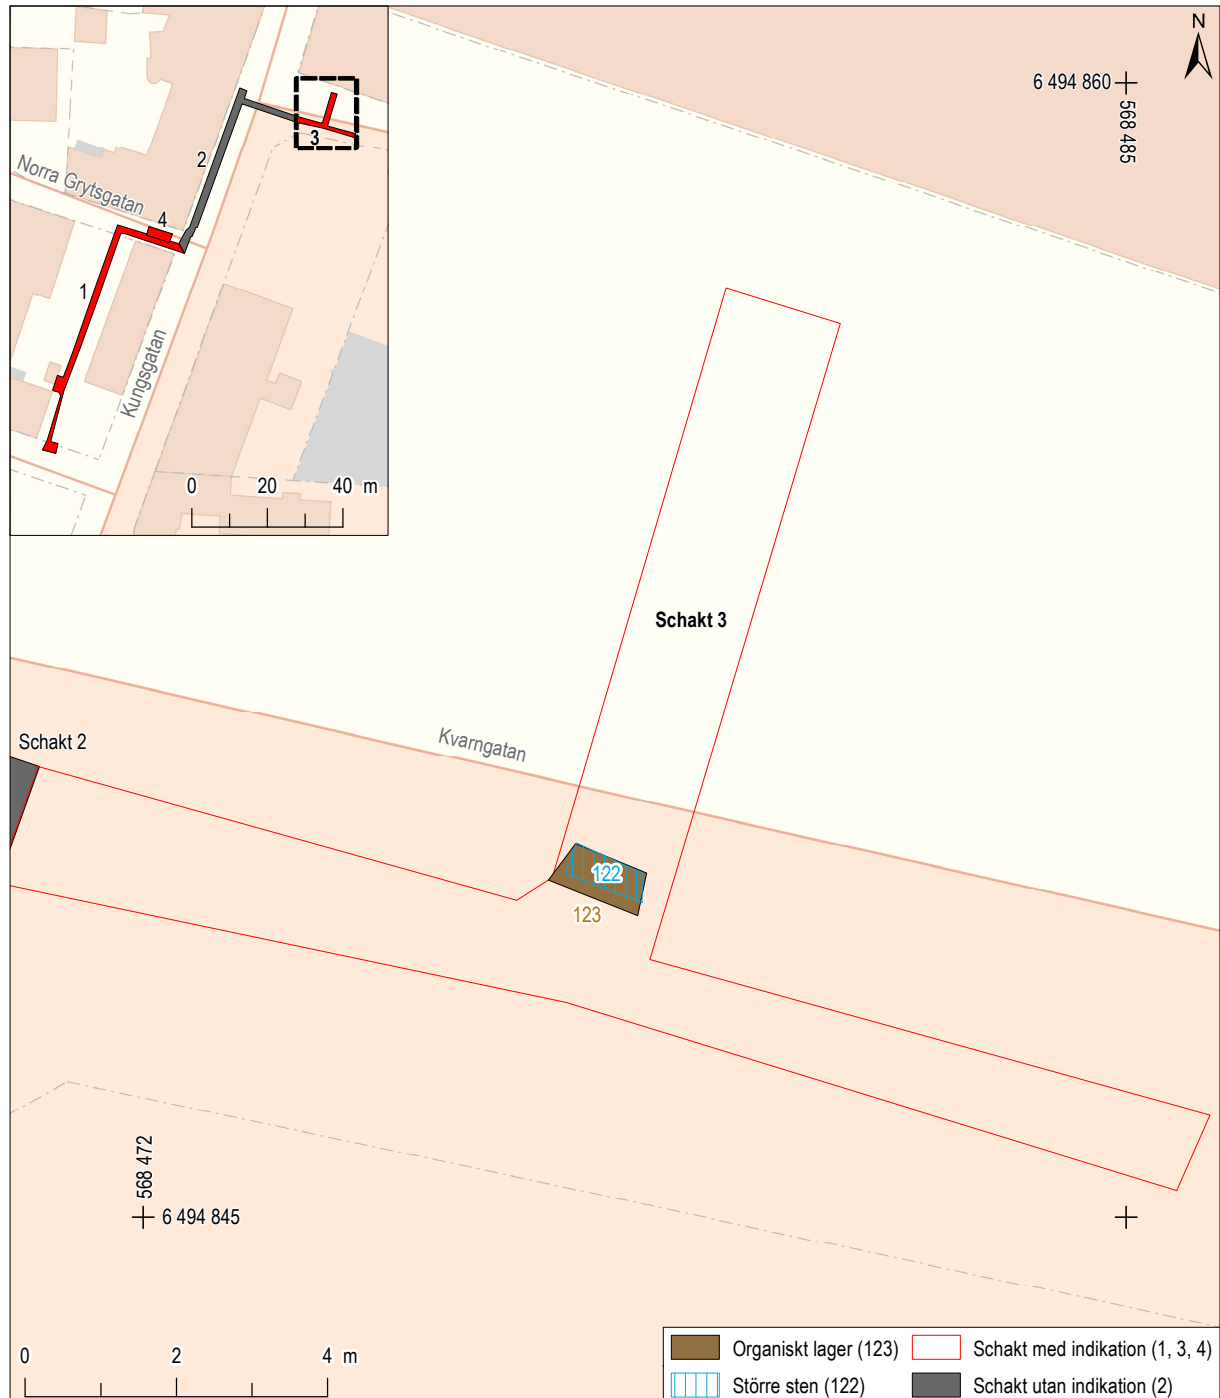 N
6 494 860
568 485
3
2
Norra Grytsgatan
4
1
Kungsgatan
0 20 40 m
Schakt 3
Kvarngatan
Schakt 2
122
123
568 472
6 494 845
0 2 4 m
Organiskt lager (123)
Schakt med indikation (1, 3, 4)
Större sten (122)
Schakt utan indikation (2)